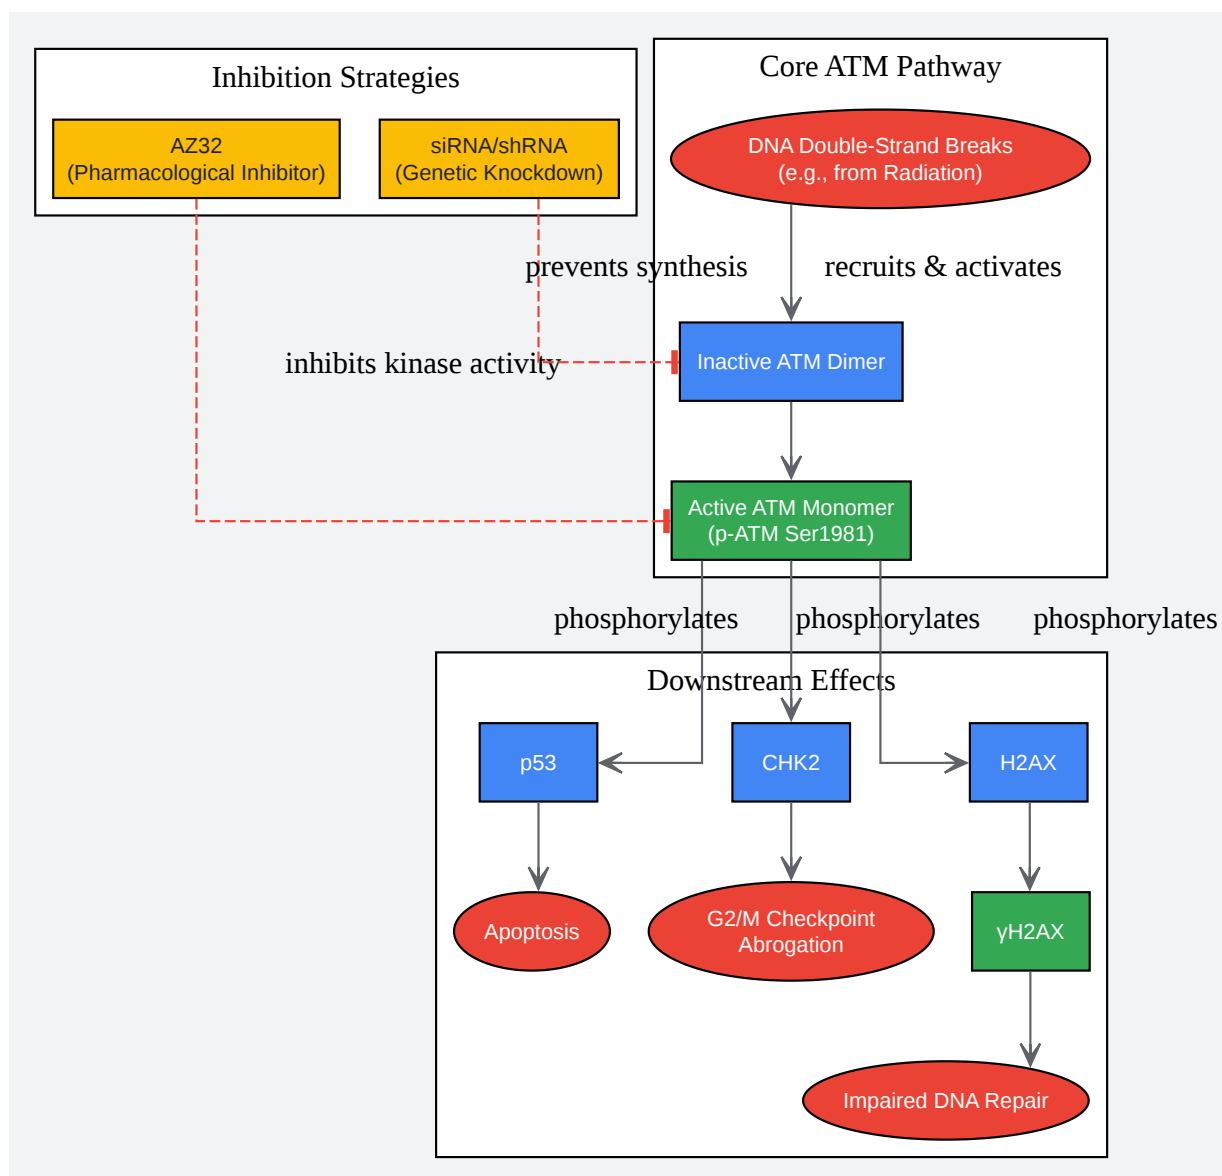 Inhibition Strategies
AZ32
(Pharmacological Inhibitor)
siRNA/shRNA
(Genetic Knockdown)
Core ATM Pathway
DNA Double-Strand Breaks
(e.g., from Radiation)
prevents synthesis
recruits & activates
inhibits kinase activity
Inactive ATM Dimer
Active ATM Monomer
(p-ATM Ser1981)
phosphorylates
phosphorylates
phosphorylates
Downstream Effects
p53
CHK2
H2AX
Apoptosis
G2/M Checkpoint
Abrogation
γH2AX
Impaired DNA Repair